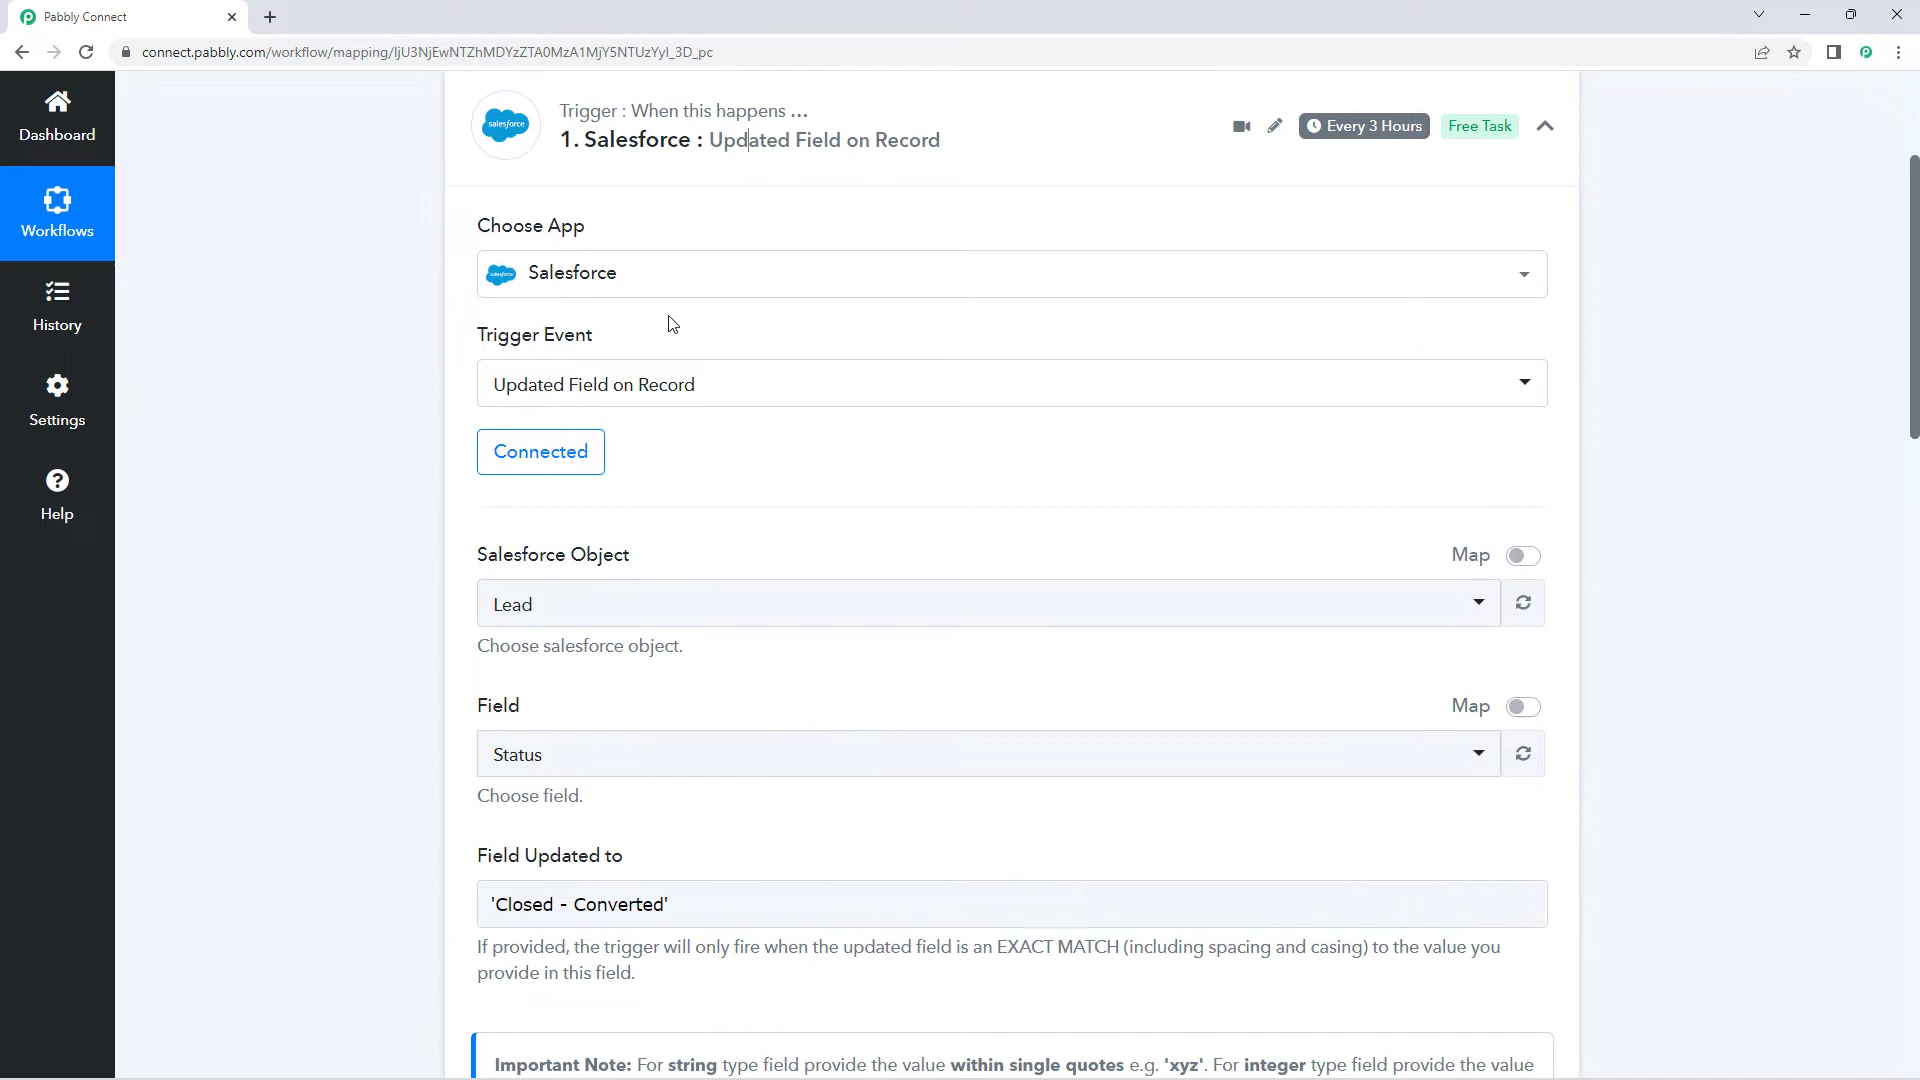 Pabbly Connect
connect.pabbly.com/workflow/mapping/IjU3NjEwNTZhMDYzZTA0MzA1MjY5NTUzYyI_3D_pc
Dashboard
Workflows
History
Settings
Help
salesforce
Trigger : When this happens ...
1. Salesforce : Updated Field on Record
Every 3 Hours
Free Task
Choose App
salesforce
Salesforce
Trigger Event
Updated Field on Record
Connected
Salesforce Object
Map
Lead
Choose salesforce object.
Field
Map
Status
Choose field.
Field Updated to
'Closed - Converted'
If provided, the trigger will only fire when the updated field is an EXACT MATCH (including spacing and casing) to the value you
provide in this field.
Important Note: For string type field provide the value within single quotes e.g. 'xyz'. For integer type field provide the value